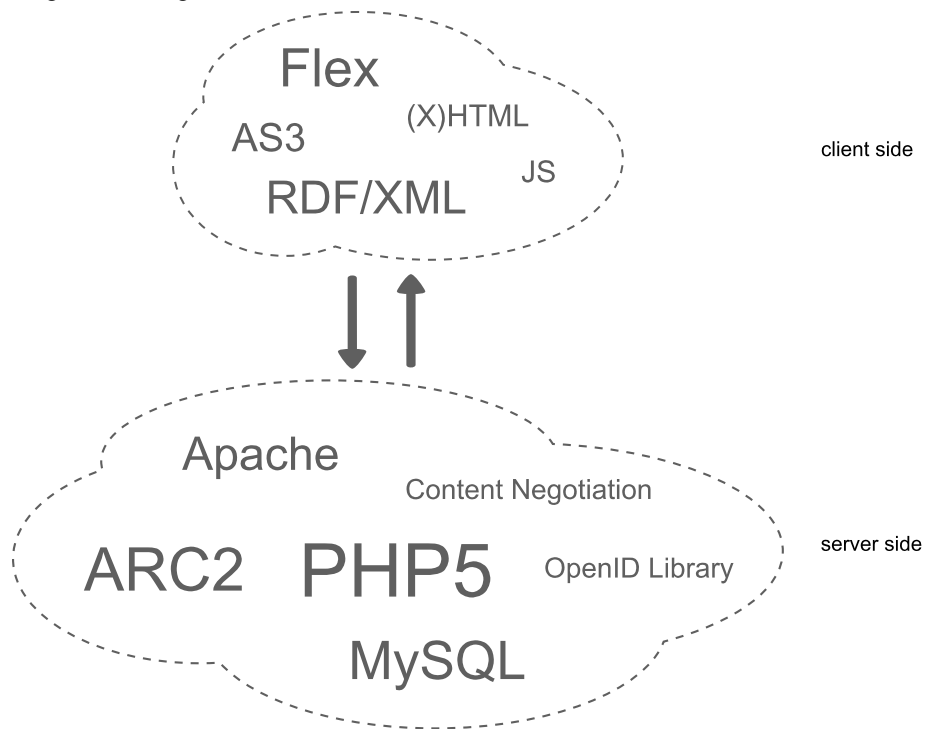 Flex
(X)HTML
AS3
client side
JS
RDF/XML
Apache
Content Negotiation
server side
ARC2
PHP5
OpenID Library
MySQL